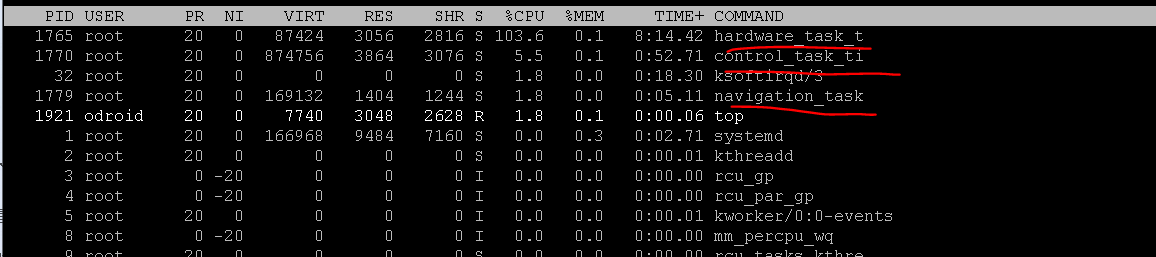 PID USER PR NI VIRT RES SHR S %CPU %MEM TIME+ COMMAND
1765 root 20 0 87424 3056 2816 S 103.6 0.1 8:14.42 hardware_task_t
1770 root 20 0 874756 3864 3076 S 5.5 0.1 0:52.71 control_task_ti
32 root 20 0 0 0 0 S 1.8 0.0 0:18.30 ksoftirqd/3
1779 root 20 0 169132 1404 1244 S 1.8 0.0 0:05.11 navigation_task
1921 odroid 20 0 7740 3048 2628 R 1.8 0.1 0:00.06 top
1 root 20 0 166968 9484 7160 S 0.0 0.3 0:02.71 systemd
2 root 20 0 0 0 0 S 0.0 0.0 0:00.01 kthreadd
3 root 0 -20 0 0 0 I 0.0 0.0 0:00.00 rcu_gp
4 root 0 -20 0 0 0 I 0.0 0.0 0:00.00 rcu_par_gp
5 root 20 0 0 0 0 I 0.0 0.0 0:00.01 kworker/0:0-events
8 root 0 -20 0 0 0 I 0.0 0.0 0:00.00 mm_percpu_wq
9 root 20 0 0 0 0 S 0.0 0.0 0:00.00 rcu_tasks_kthre